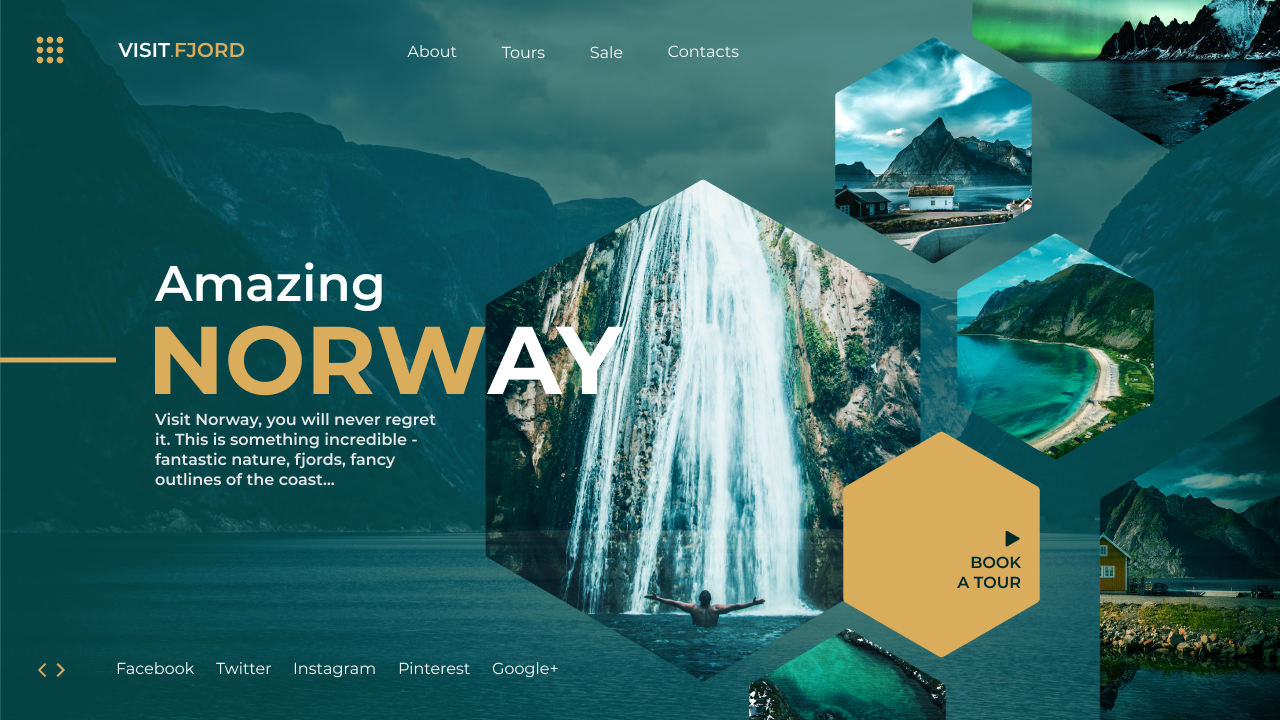 VISIT.FJORD
About Tours Sale Contacts
Amazing
NORWAY
Visit Norway, you will never regret
it. This is something incredible -
fantastic nature, fjords, fancy
outlines of the coast...
BOOK
A TOUR
Facebook Twitter Instagram Pinterest Google+